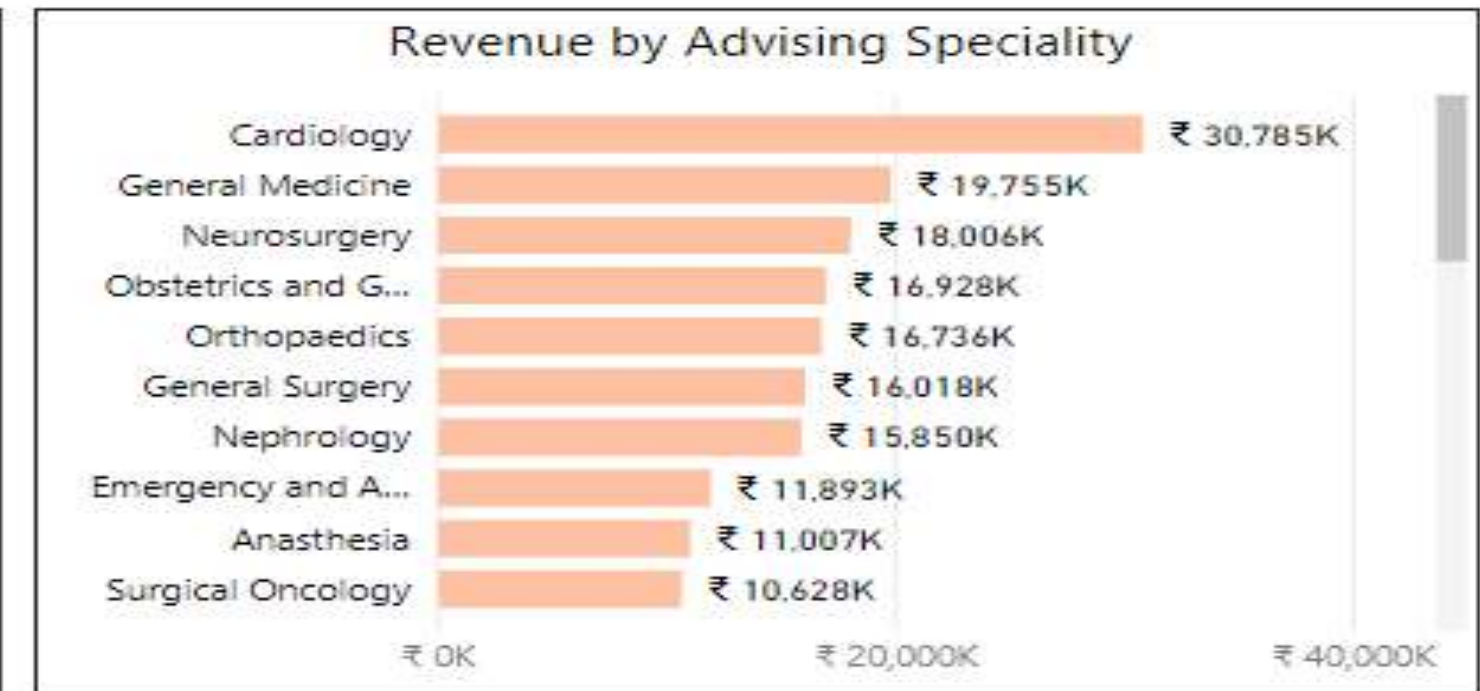 Revenue by Advising Speciality
Cardiology ₹ 30,785K
General Medicine ₹ 19,755K
Neurosurgery ₹ 18,006K
Obstetrics and G... ₹ 16,928K
Orthopaedics ₹ 16,736K
General Surgery ₹ 16,018K
Nephrology ₹ 15,850K
Emergency and A... ₹ 11,893K
Anasthesia ₹ 11,007K
Surgical Oncology ₹ 10,628K
₹ 0K ₹ 20,000K ₹ 40,000K